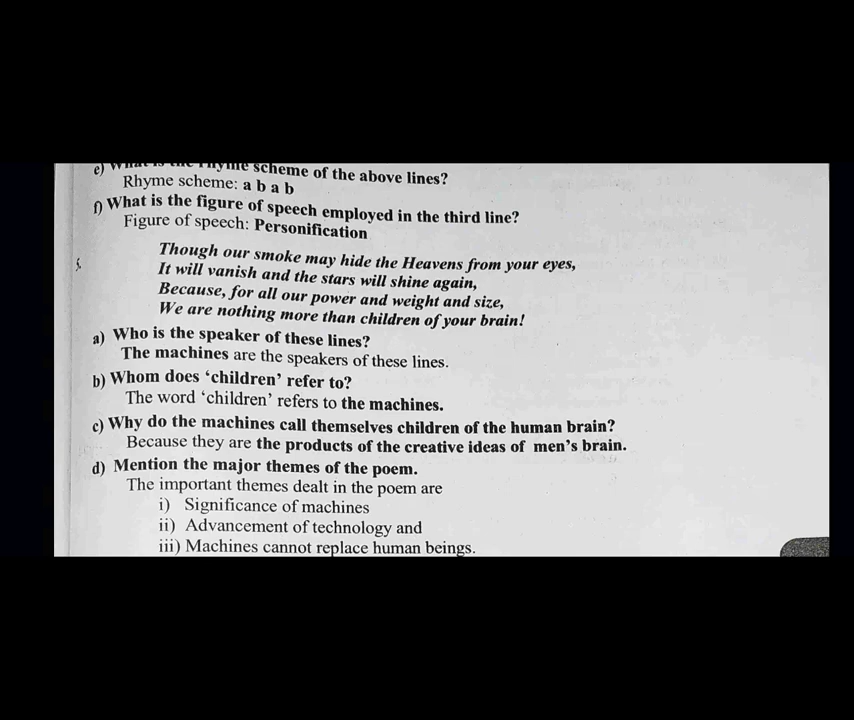 e) What is the rhyme scheme of the above lines?
Rhyme scheme: a b a b
f) What is the figure of speech employed in the third line?
Figure of speech: Personification
5.
Though our smoke may hide the Heavens from your eyes,
It will vanish and the stars will shine again,
Because, for all our power and weight and size,
We are nothing more than children of your brain!
a) Who is the speaker of these lines?
The machines are the speakers of these lines.
b) Whom does ‘children’ refer to?
The word ‘children’ refers to the machines.
c) Why do the machines call themselves children of the human brain?
Because they are the products of the creative ideas of men’s brain.
d) Mention the major themes of the poem.
The important themes dealt in the poem are
i) Significance of machines
ii) Advancement of technology and
iii) Machines cannot replace human beings.